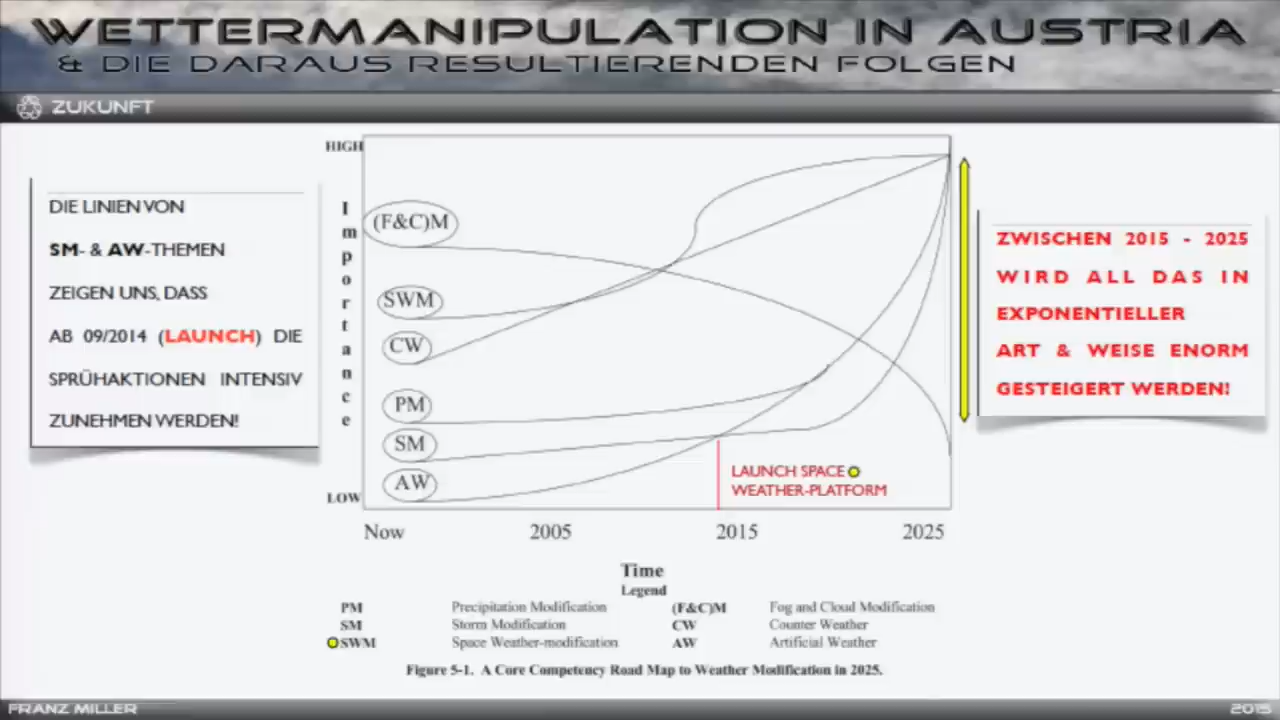 WETTERMANIPULATION IN AUSTRIA
& DIE DARAUS RESULTIERENDEN FOLGEN
ZUKUNFT
DIE LINIEN VON
SM- & AW-THEMEN
ZEIGEN UNS, DASS
AB 09/2014 (LAUNCH) DIE
SPRÜHAKTIONEN INTENSIV
ZUNEHMEN WERDEN!
HIGH
Importance
LOW
(F&C)M
SWM
CW
PM
SM
AW
LAUNCH SPACE
WEATHER-PLATFORM
Now 2005 2015 2025
Time
ZWISCHEN 2015 - 2025
WIRD ALL DAS IN
EXPONENTIELLER
ART & WEISE ENORM
GESTEIGERT WERDEN!
Legend
PM Precipitation Modification (F&C)M Fog and Cloud Modification
SM Storm Modification CW Counter Weather
SWM Space Weather-modification AW Artificial Weather
Figure 5-1. A Core Competency Road Map to Weather Modification in 2025.
FRANZ MILLER 2015